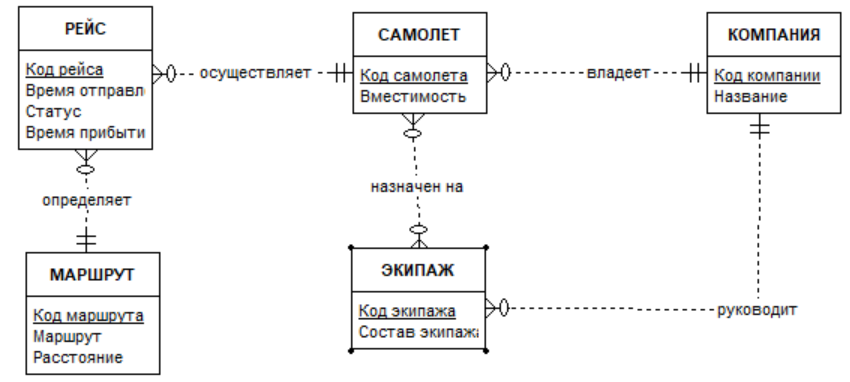 РЕЙС
Код рейса
Время отправл
Статус
Время прибыти
осуществляет
САМОЛЕТ
Код самолета
Вместимость
владеет
КОМПАНИЯ
Код компании
Название
определяет
назначен на
МАРШРУТ
Код маршрута
Маршрут
Расстояние
ЭКИПАЖ
Код экипажа
Состав экипажа
руководит